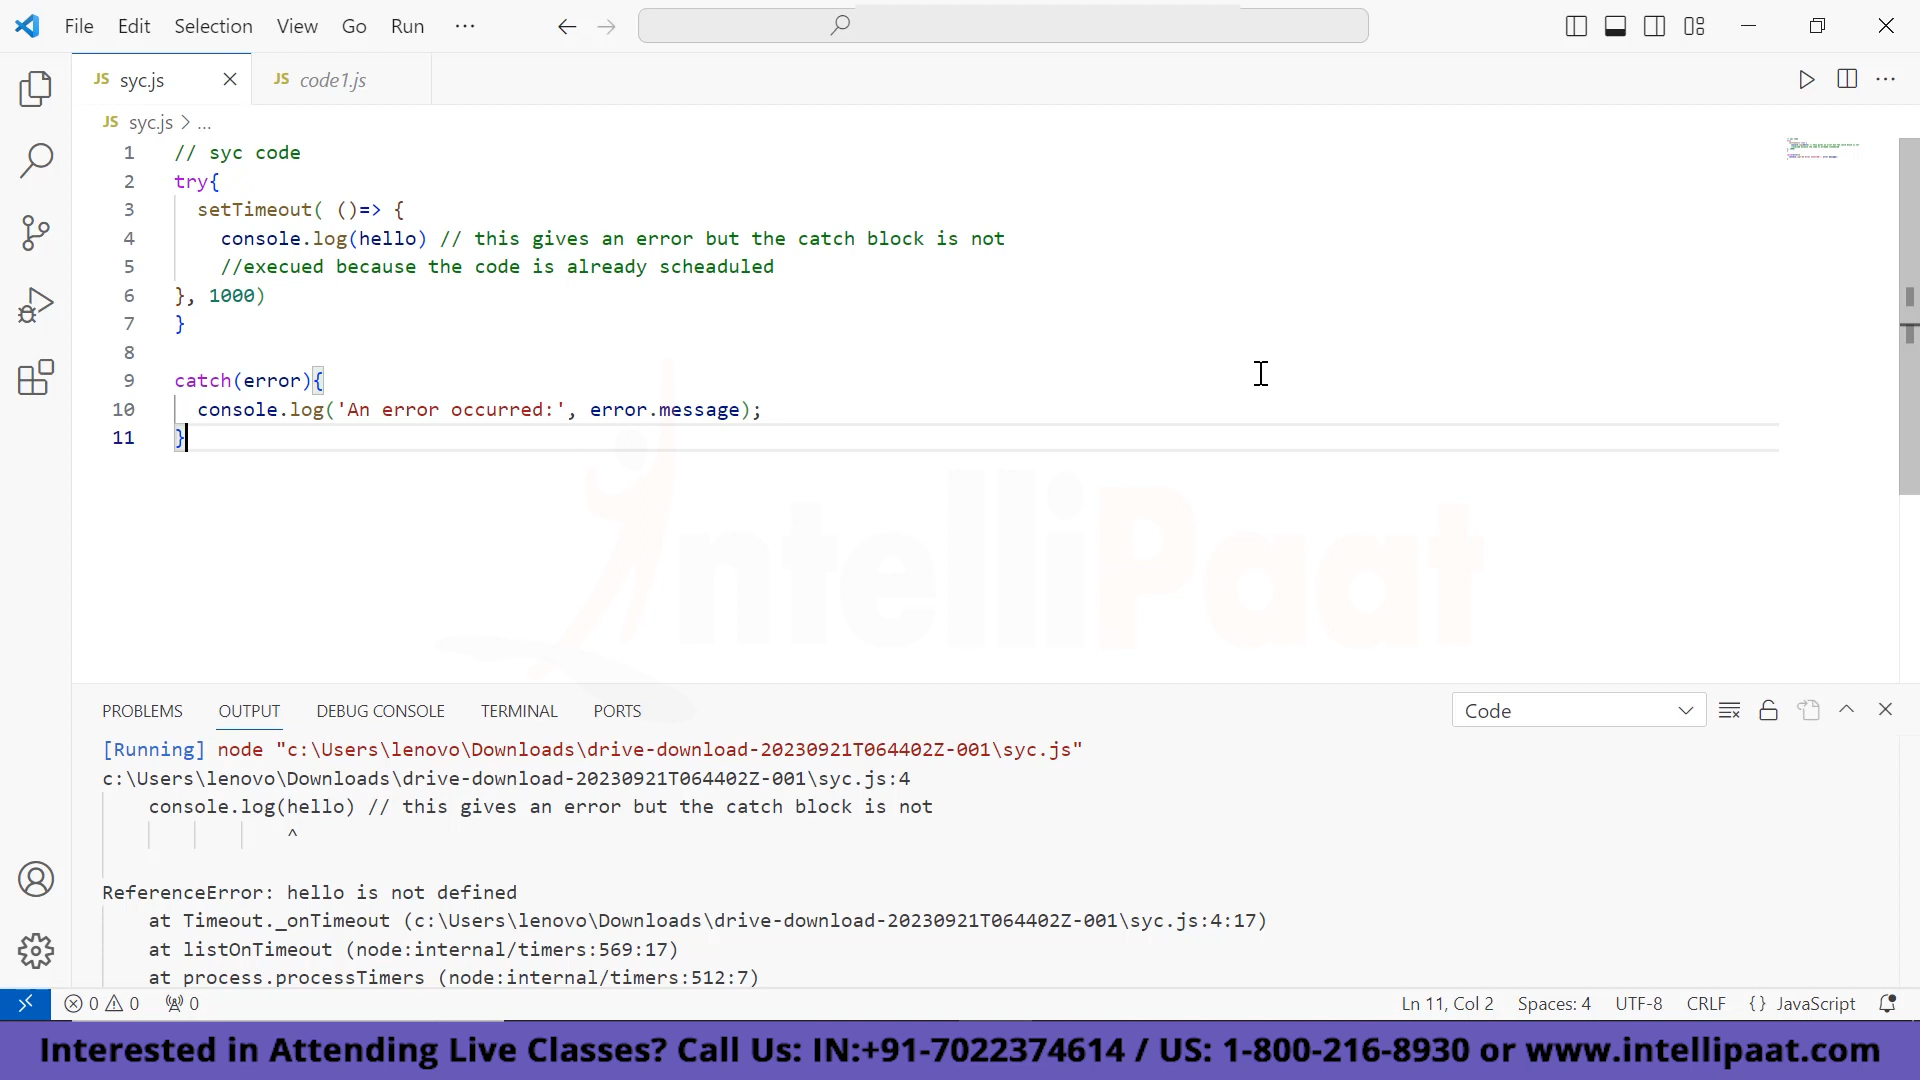 File Edit Selection View Go Run ...
JS syc.js JS code1.js
JS syc.js > ...
1 // syc code
2 try{
3 setTimeout( ()=> {
4 console.log(hello) // this gives an error but the catch block is not
5 //execued because the code is already scheaduled
6 }, 1000)
7 }
8
9 catch(error){
10 console.log('An error occurred:', error.message);
11 }
IntelliPaat
PROBLEMS OUTPUT DEBUG CONSOLE TERMINAL PORTS Code
[Running] node "c:\Users\lenovo\Downloads\drive-download-20230921T064402Z-001\syc.js"
c:\Users\lenovo\Downloads\drive-download-20230921T064402Z-001\syc.js:4
console.log(hello) // this gives an error but the catch block is not
^
ReferenceError: hello is not defined
at Timeout._onTimeout (c:\Users\lenovo\Downloads\drive-download-20230921T064402Z-001\syc.js:4:17)
at listOnTimeout (node:internal/timers:569:17)
at process.processTimers (node:internal/timers:512:7)
0 0 0 Ln 11, Col 2 Spaces: 4 UTF-8 CRLF {} JavaScript
Interested in Attending Live Classes? Call Us: IN:+91-7022374614 / US: 1-800-216-8930 or www.intellipaat.com